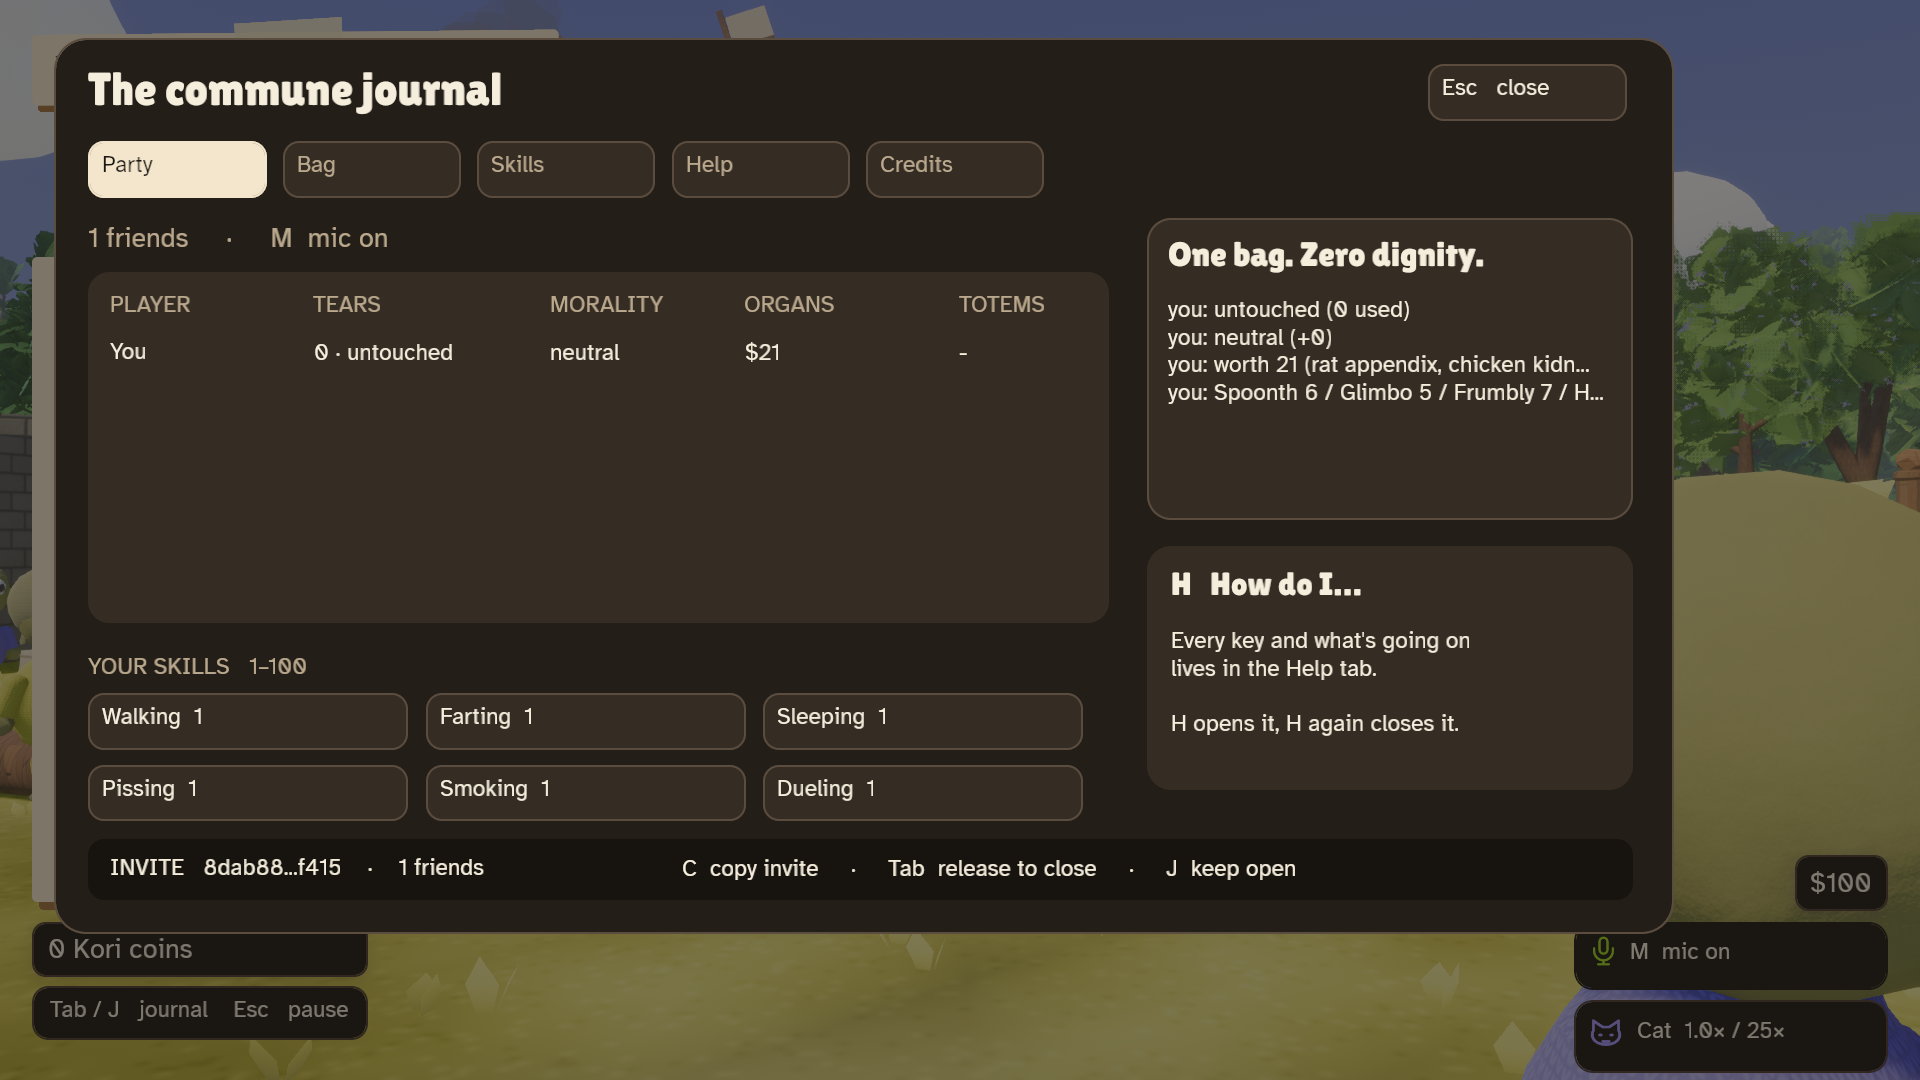 The commune journal
Esc close
Party
Bag
Skills
Help
Credits
1 friends · M mic on
PLAYER TEARS MORALITY ORGANS TOTEMS
You 0 · untouched neutral $21 -
One bag. Zero dignity.
you: untouched (0 used)
you: neutral (+0)
you: worth 21 (rat appendix, chicken kidn...
you: Spoonth 6 / Glimbo 5 / Frumbly 7 / H...
H How do I...
Every key and what's going on
lives in the Help tab.
H opens it, H again closes it.
YOUR SKILLS 1–100
Walking 1
Farting 1
Sleeping 1
Pissing 1
Smoking 1
Dueling 1
INVITE 8dab88...f415 · 1 friends
C copy invite · Tab release to close · J keep open
$100
0 Kori coins
M mic on
Tab / J journal Esc pause
Cat 1.0× / 25×